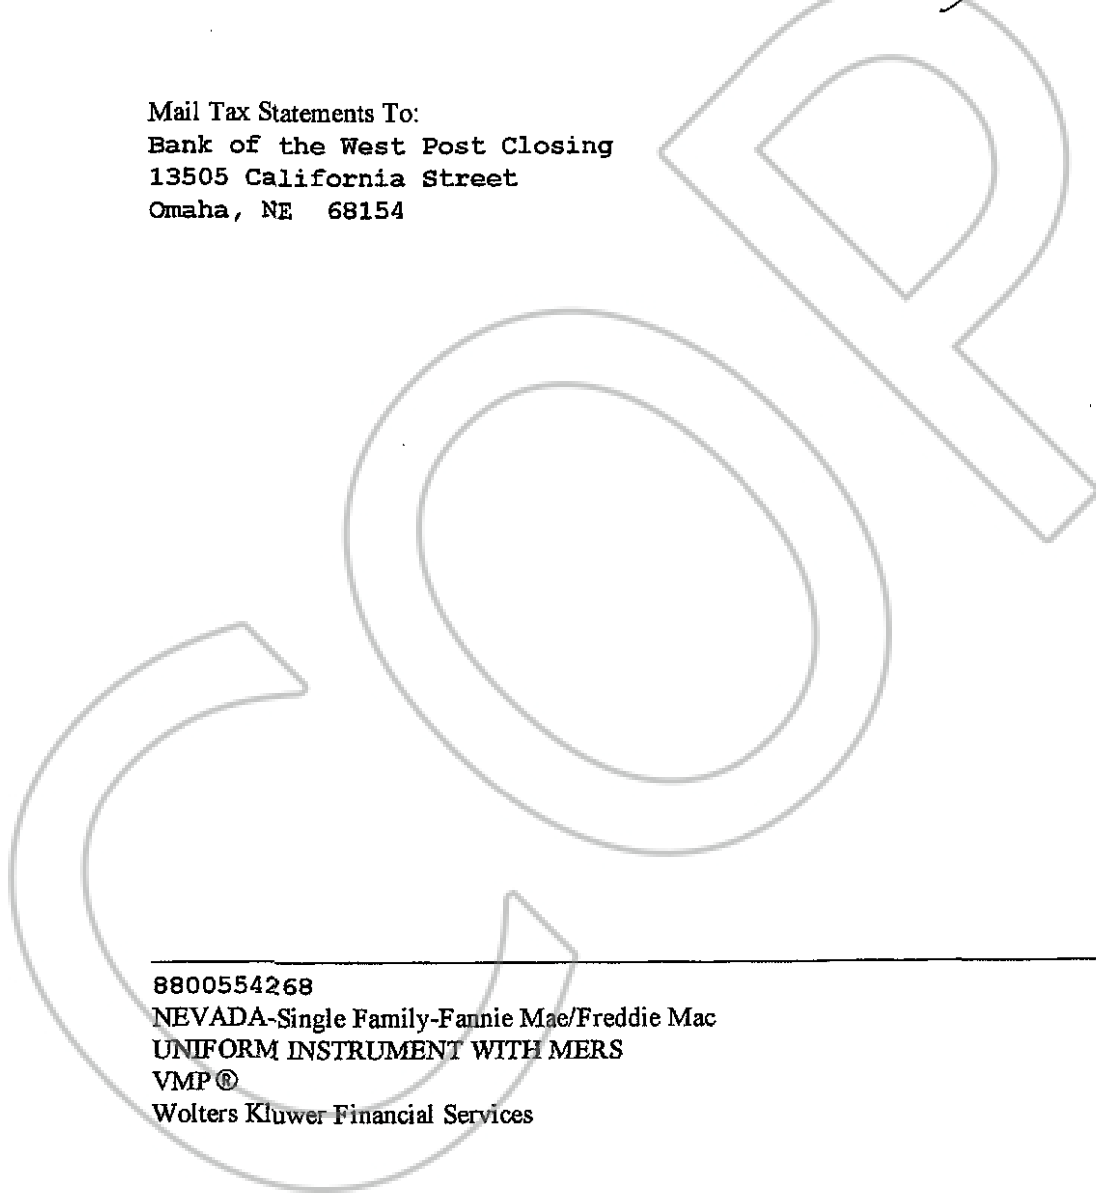 Mail Tax Statements To:
Bank of the West Post Closing
13505 California Street
Omaha, NE 68154
COP
8800554268
NEVADA-Single Family-Fannie Mae/Freddie Mac
UNIFORM INSTRUMENT WITH MERS
VMP®
Wolters Kluwer Financial Services